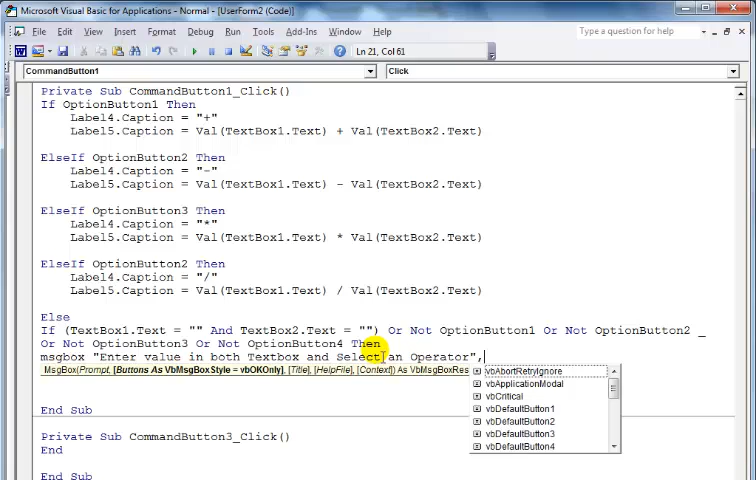 Microsoft Visual Basic for Applications - Normal - [UserForm2 (Code)]
File Edit View Insert Format Debug Run Tools Add-Ins Window Help
Type a question for help
Ln 21, Col 61
CommandButton1
Click
Private Sub CommandButton1_Click()
If OptionButton1 Then
Label4.Caption = "+"
Label5.Caption = Val(TextBox1.Text) + Val(TextBox2.Text)
ElseIf OptionButton2 Then
Label4.Caption = "-"
Label5.Caption = Val(TextBox1.Text) - Val(TextBox2.Text)
ElseIf OptionButton3 Then
Label4.Caption = "*"
Label5.Caption = Val(TextBox1.Text) * Val(TextBox2.Text)
ElseIf OptionButton2 Then
Label4.Caption = "/"
Label5.Caption = Val(TextBox1.Text) / Val(TextBox2.Text)
Else
If (TextBox1.Text = "" And TextBox2.Text = "") Or Not OptionButton1 Or Not OptionButton2 _
Or Not OptionButton3 Or Not OptionButton4 Then
msgbox "Enter value in both Textbox and Select an Operator",
MsgBox(Prompt, [Buttons As VbMsgBoxStyle = vbOKOnly], [Title], [HelpFile], [Context]) As VbMsgBoxRes
vbAbortRetryIgnore
vbApplicationModal
vbCritical
vbDefaultButton1
vbDefaultButton2
vbDefaultButton3
vbDefaultButton4
End Sub
Private Sub CommandButton3_Click()
End
End Sub